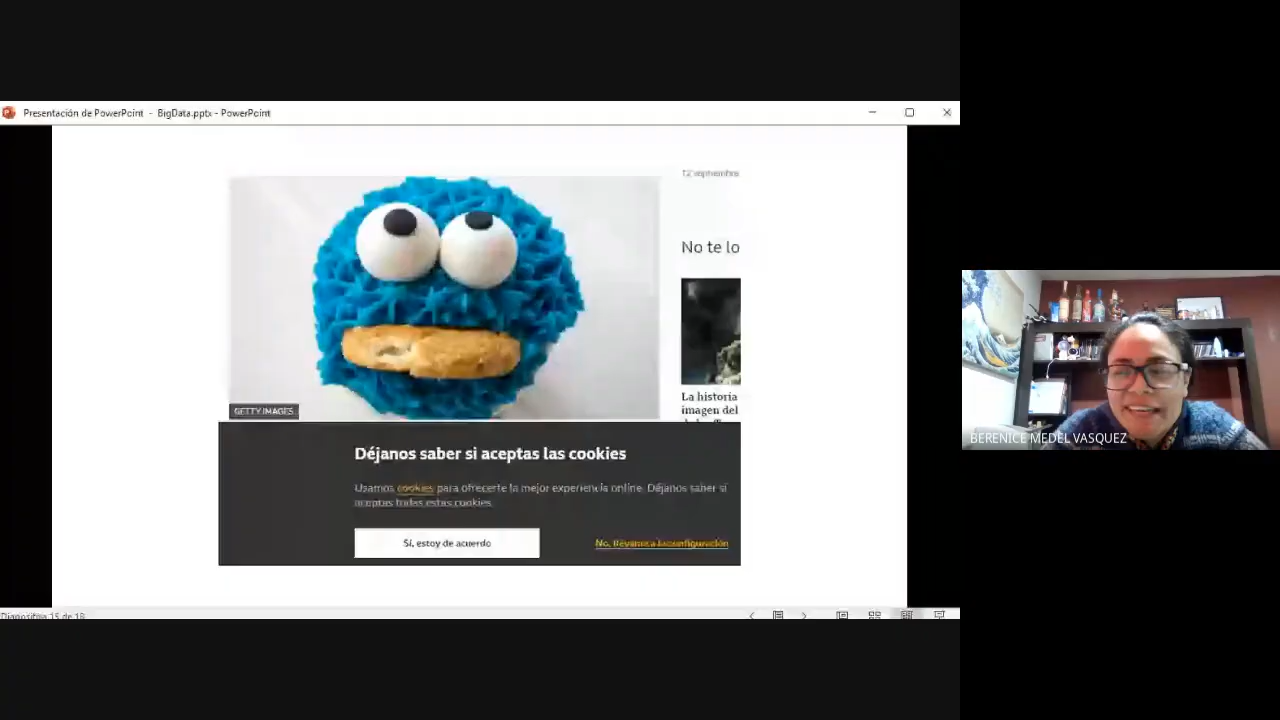 Presentación de PowerPoint - BigData.pptx - PowerPoint
12 septiembre
No te lo
GETTY IMAGES
La historia
imagen del
Déjanos saber si aceptas las cookies
Usamos cookies para ofrecerte la mejor experiencia online. Déjanos saber si
aceptas todas estas cookies.
Sí, estoy de acuerdo
No, llévame a la configuración
Diapositiva 15 de 18
BERENICE MEDEL VASQUEZ